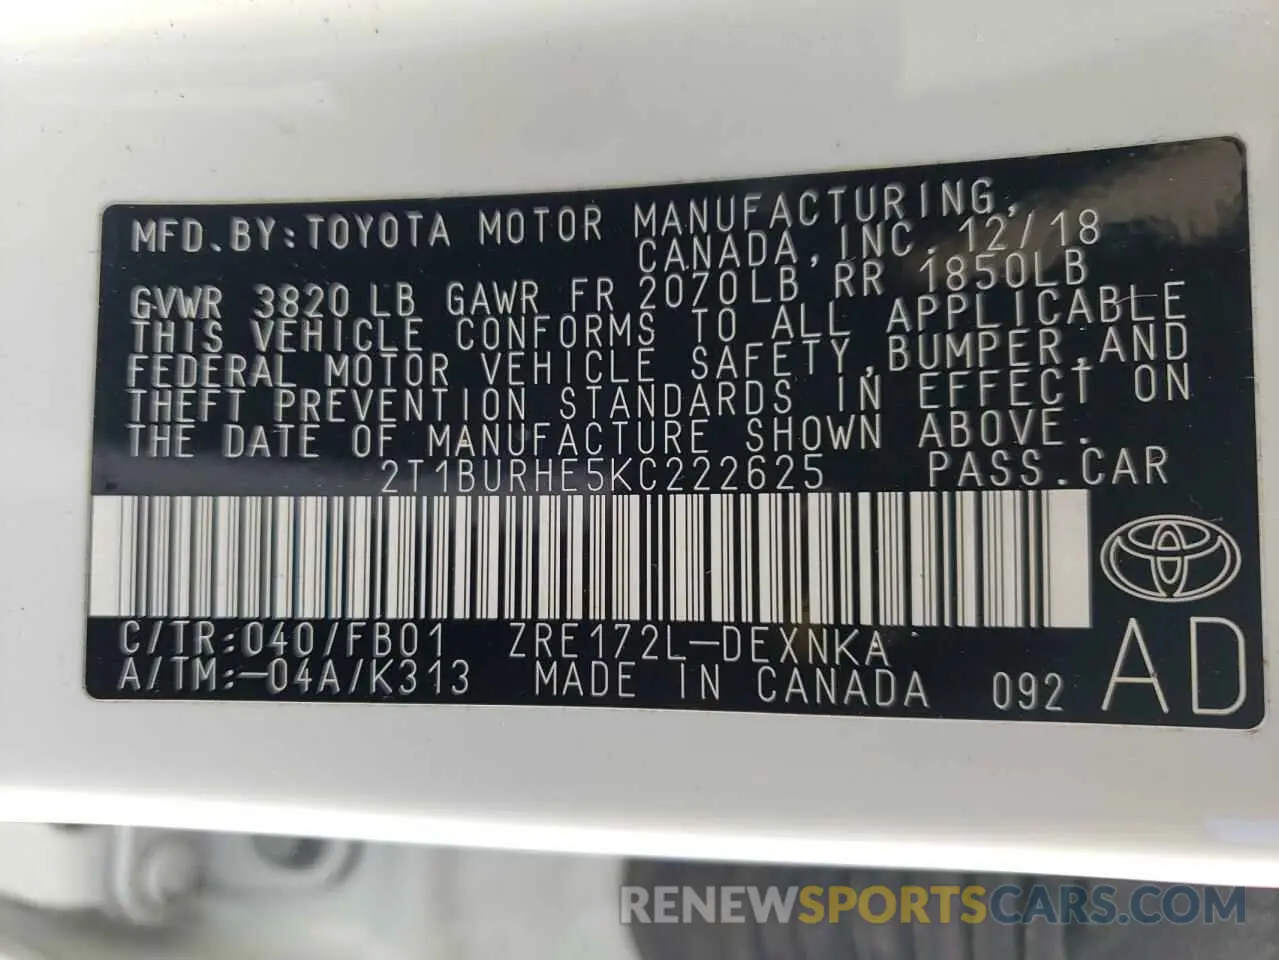 MFD.BY:TOYOTA MOTOR MANUFACTURING,
CANADA,INC. 12/18
GVWR 3820LB GAWR FR 2070LB RR 1850LB
THIS VEHICLE CONFORMS TO ALL APPLICABLE
FEDERAL MOTOR VEHICLE SAFETY,BUMPER,AND
THEFT PREVENTION STANDARDS IN EFFECT ON
THE DATE OF MANUFACTURE SHOWN ABOVE.
2T1BURHE5KC222625 PASS.CAR
C/TR:040/FB01 ZRE172L-DEXNKA
A/TM:-04A/K313 MADE IN CANADA 092 AD
RENEWSPORTSCARS.COM